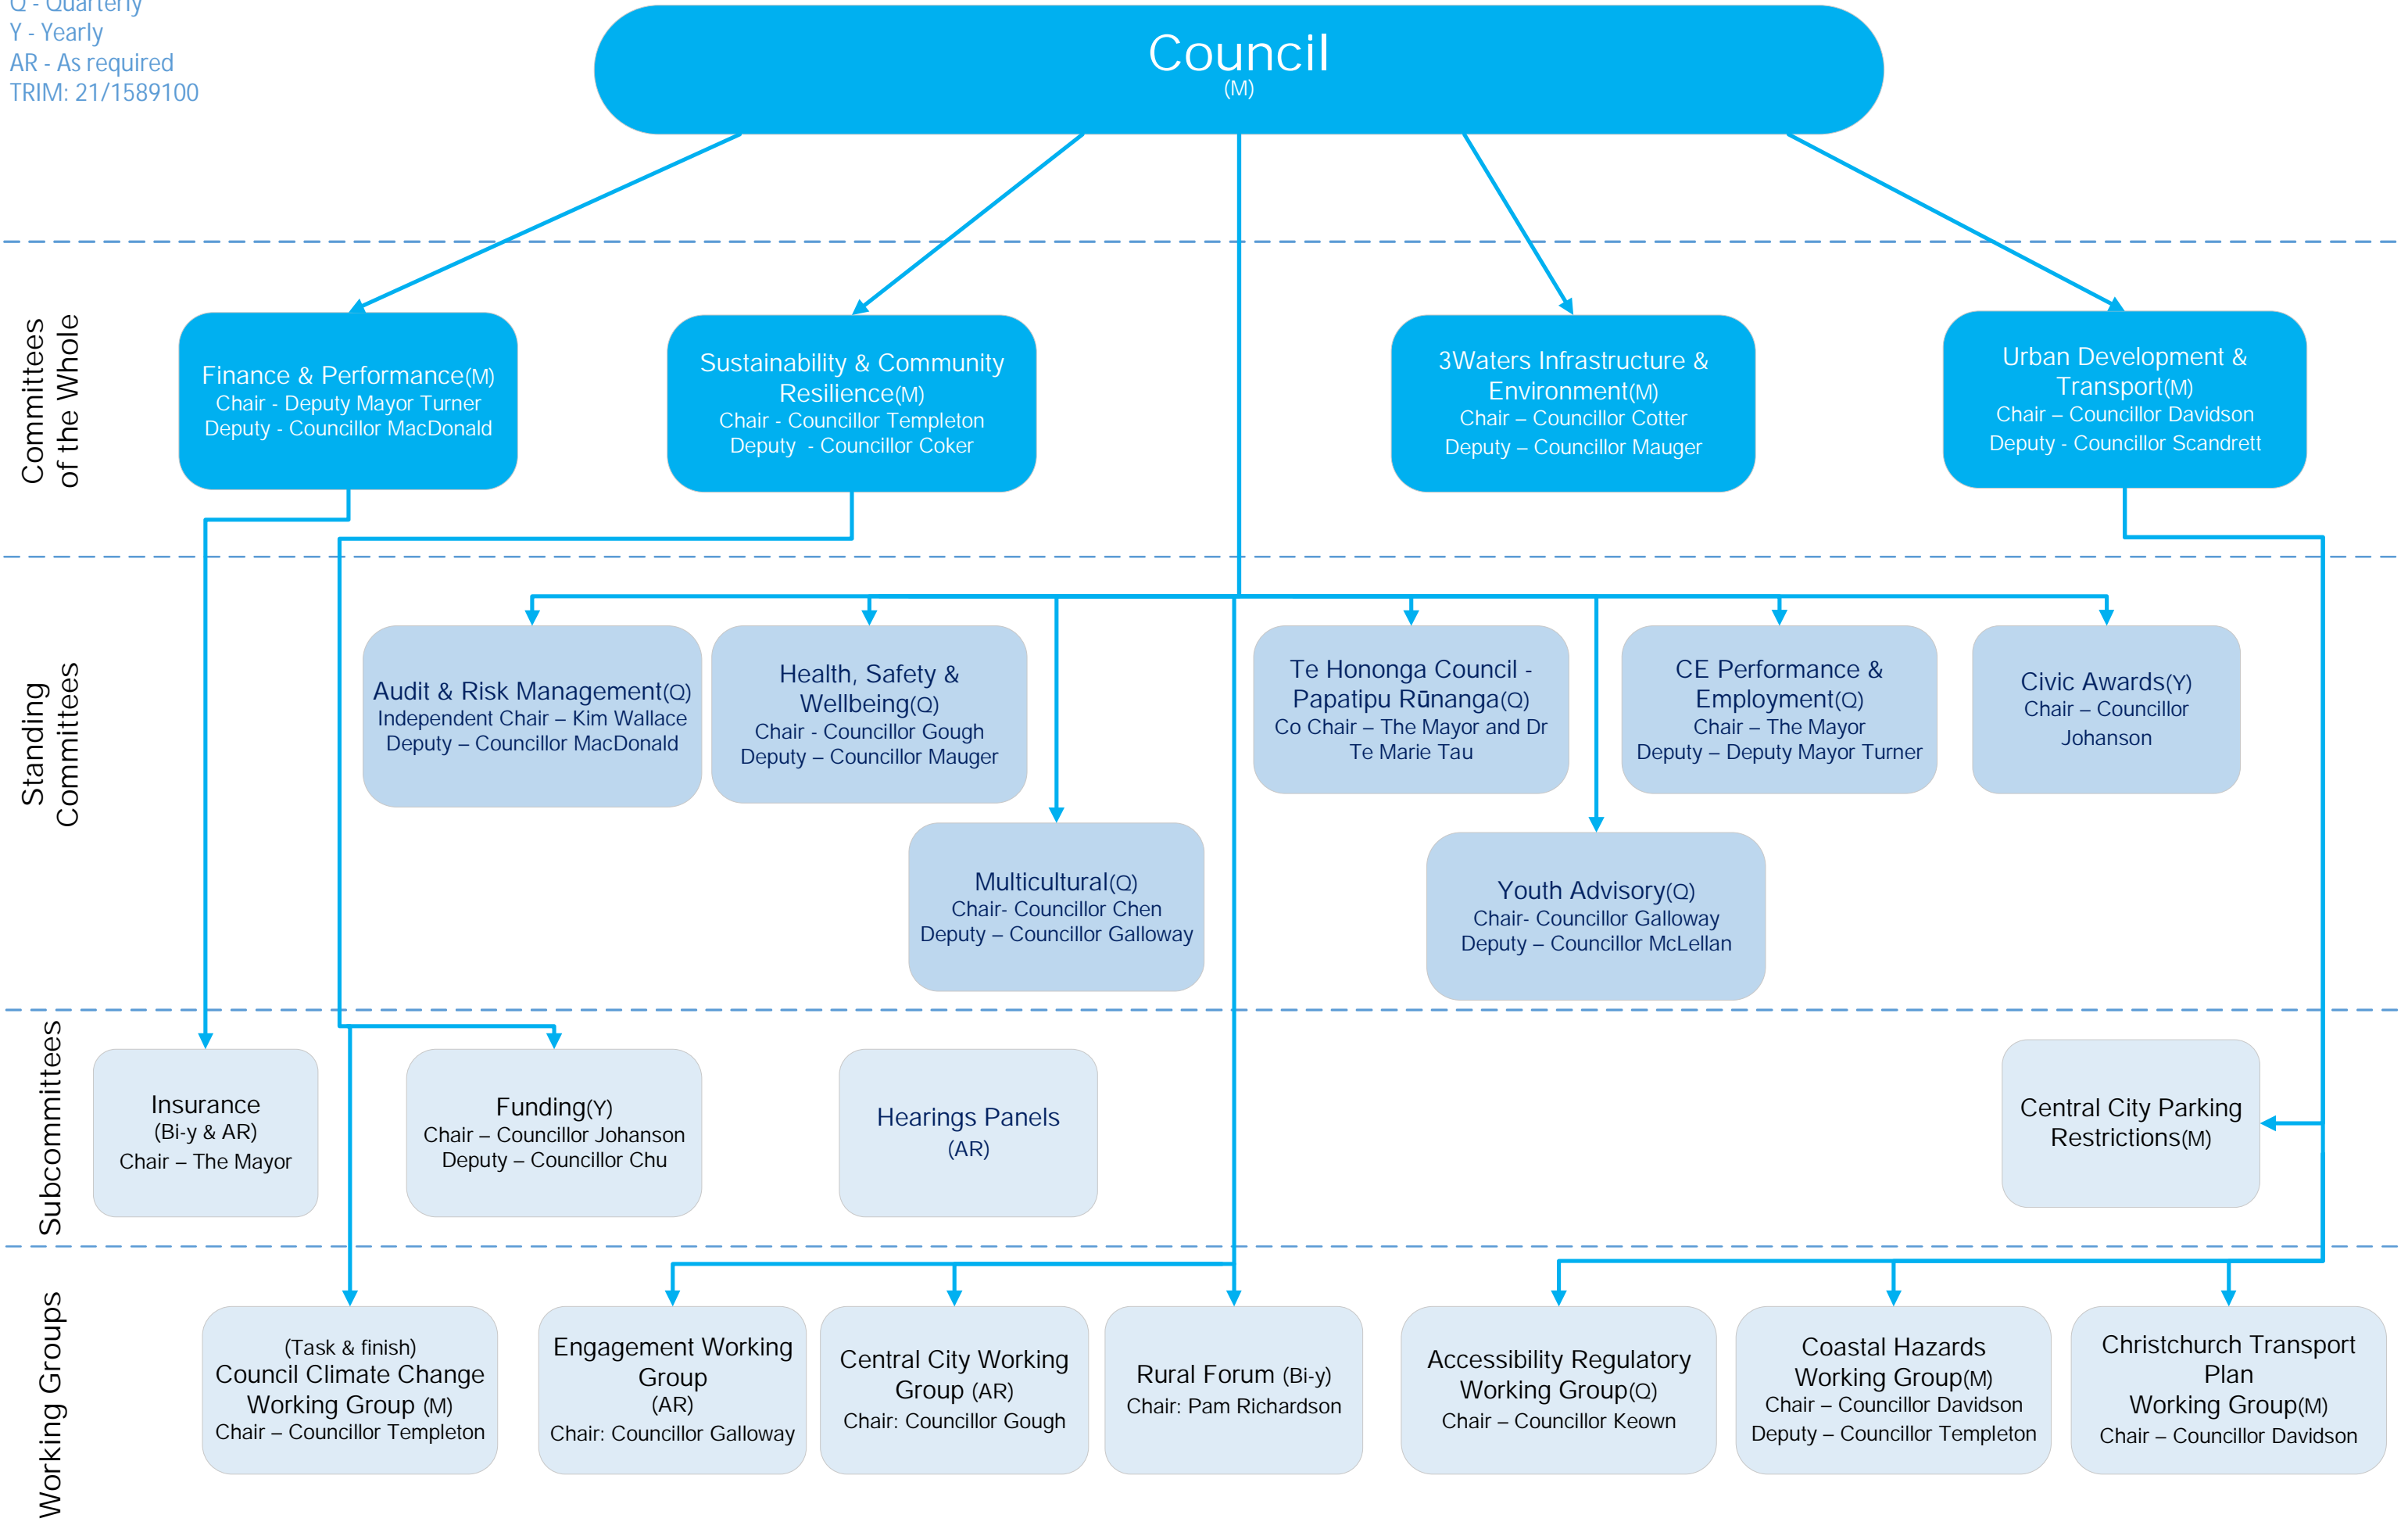 Q - Quarterly
Y - Yearly
AR - As required
TRIM: 21/1589100
Council
(M)
Committees
of the Whole
Finance & Performance(M)
Chair - Deputy Mayor Turner
Deputy - Councillor MacDonald
Sustainability & Community
Resilience(M)
Chair - Councillor Templeton
Deputy - Councillor Coker
3Waters Infrastructure &
Environment(M)
Chair – Councillor Cotter
Deputy – Councillor Mauger
Urban Development &
Transport(M)
Chair – Councillor Davidson
Deputy - Councillor Scandrett
Standing
Committees
Audit & Risk Management(Q)
Independent Chair – Kim Wallace
Deputy – Councillor MacDonald
Health, Safety &
Wellbeing(Q)
Chair - Councillor Gough
Deputy – Councillor Mauger
Te Hononga Council -
Papatipu Rūnanga(Q)
Co Chair – The Mayor and Dr
Te Marie Tau
CE Performance &
Employment(Q)
Chair – The Mayor
Deputy – Deputy Mayor Turner
Civic Awards(Y)
Chair – Councillor
Johanson
Multicultural(Q)
Chair- Councillor Chen
Deputy – Councillor Galloway
Youth Advisory(Q)
Chair- Councillor Galloway
Deputy – Councillor McLellan
Subcommittees
Insurance
(Bi-y & AR)
Chair – The Mayor
Funding(Y)
Chair – Councillor Johanson
Deputy – Councillor Chu
Hearings Panels
(AR)
Central City Parking
Restrictions(M)
Working Groups
(Task & finish)
Council Climate Change
Working Group (M)
Chair – Councillor Templeton
Engagement Working
Group
(AR)
Chair: Councillor Galloway
Central City Working
Group (AR)
Chair: Councillor Gough
Rural Forum (Bi-y)
Chair: Pam Richardson
Accessibility Regulatory
Working Group(Q)
Chair – Councillor Keown
Coastal Hazards
Working Group(M)
Chair – Councillor Davidson
Deputy – Councillor Templeton
Christchurch Transport
Plan
Working Group(M)
Chair – Councillor Davidson